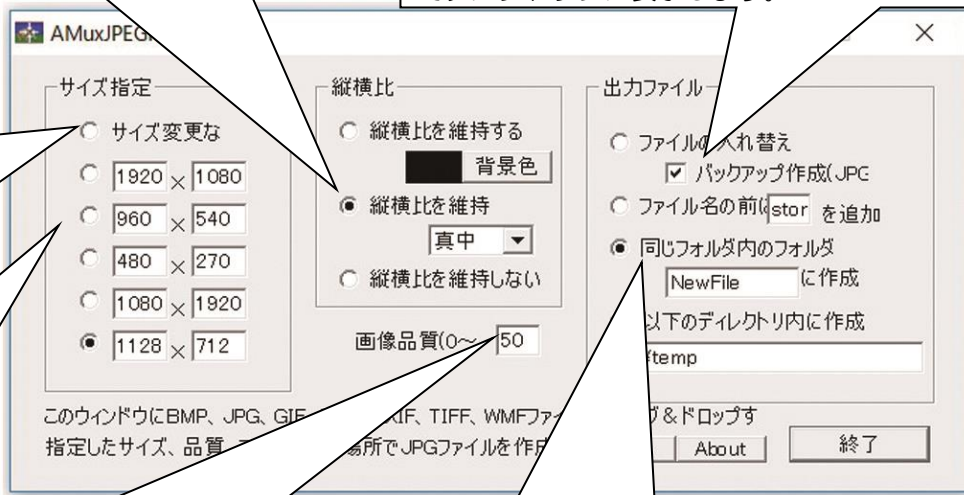 AMuxJPEG
サイズ指定
サイズ変更な
1920 × 1080
960 × 540
480 × 270
1080 × 1920
1128 × 712
縦横比
縦横比を維持する
背景色
縦横比を維持
真中
縦横比を維持しない
画像品質(0～ 50
出力ファイル
ファイルの入れ替え
バックアップ作成(JPG
ファイル名の前に stor を追加
同じフォルダ内のフォルダ
NewFile に作成
以下のディレクトリ内に作成
/temp
このウィンドウにBMP、JPG、GIF XIF、TIFF、WMFファイ グ＆ドロップす
指定したサイズ、品質 場所でJPGファイルを作成
About 終了